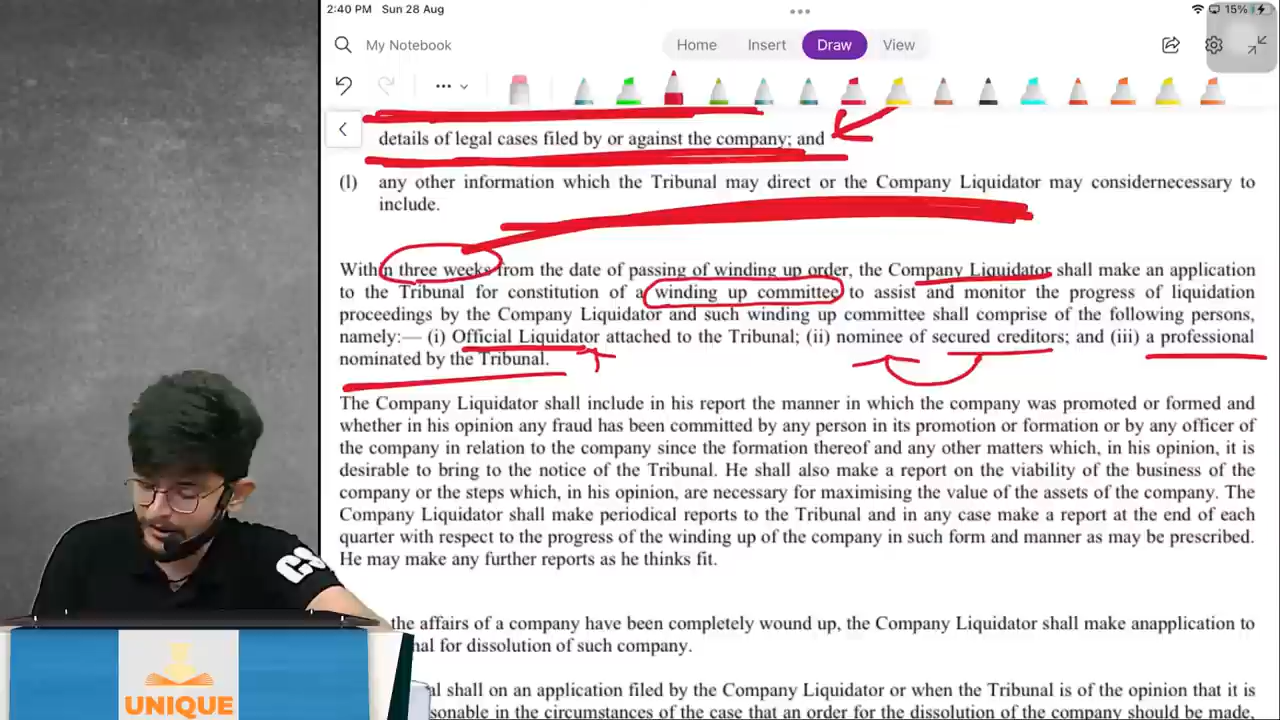 2:40 PM Sun 28 Aug
15%
My Notebook
Home Insert Draw View
details of legal cases filed by or against the company; and
(l) any other information which the Tribunal may direct or the Company Liquidator may considernecessary to
include.
Within three weeks from the date of passing of winding up order, the Company Liquidator shall make an application
to the Tribunal for constitution of a winding up committee to assist and monitor the progress of liquidation
proceedings by the Company Liquidator and such winding up committee shall comprise of the following persons,
namely:— (i) Official Liquidator attached to the Tribunal; (ii) nominee of secured creditors; and (iii) a professional
nominated by the Tribunal.
The Company Liquidator shall include in his report the manner in which the company was promoted or formed and
whether in his opinion any fraud has been committed by any person in its promotion or formation or by any officer of
the company in relation to the company since the formation thereof and any other matters which, in his opinion, it is
desirable to bring to the notice of the Tribunal. He shall also make a report on the viability of the business of the
company or the steps which, in his opinion, are necessary for maximising the value of the assets of the company. The
Company Liquidator shall make periodical reports to the Tribunal and in any case make a report at the end of each
quarter with respect to the progress of the winding up of the company in such form and manner as may be prescribed.
He may make any further reports as he thinks fit.
the affairs of a company have been completely wound up, the Company Liquidator shall make anapplication to
for dissolution of such company.
shall on an application filed by the Company Liquidator or when the Tribunal is of the opinion that it is
in the circumstances of the case that an order for the dissolution of the company should be made,
UNIQUE